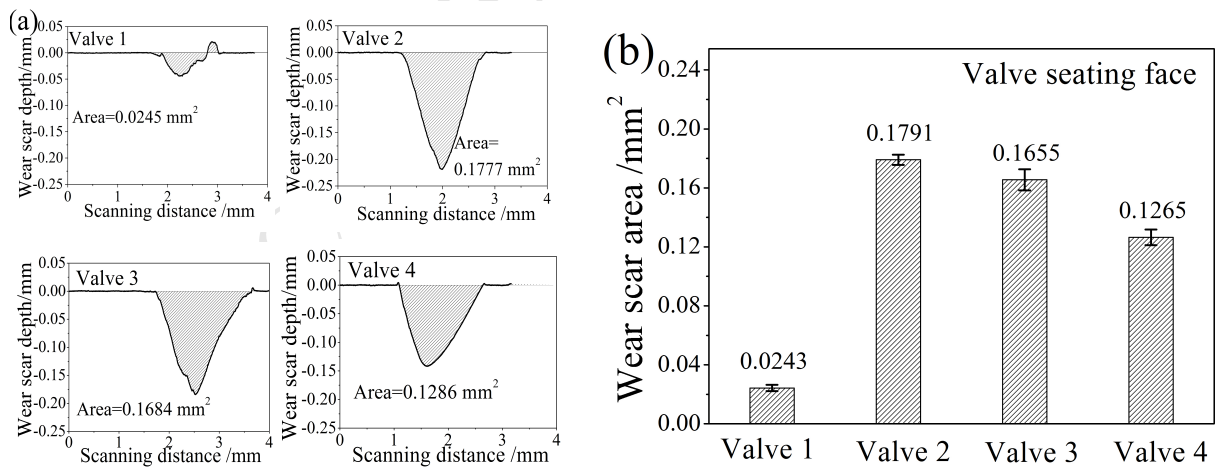 (a)
Valve 1
Wear scar depth/mm
0.05
0.00
-0.05
-0.10
-0.15
-0.20
-0.25
Area=0.0245 mm²
0 1 2 3 4
Scanning distance /mm
Valve 2
Wear scar depth/mm
0.05
0.00
-0.05
-0.10
-0.15
-0.20
-0.25
Area=
0.1777 mm²
0 1 2 3 4
Scanning distance /mm
Valve 3
Wear scar depth/mm
0.05
0.00
-0.05
-0.10
-0.15
-0.20
-0.25
Area=0.1684 mm²
0 1 2 3 4
Scanning distance /mm
Valve 4
Wear scar depth/mm
0.05
0.00
-0.05
-0.10
-0.15
-0.20
-0.25
Area=0.1286 mm²
0 1 2 3 4
Scanning distance /mm
(b)
Valve seating face
Wear scar area /mm²
0.24
0.20
0.16
0.12
0.08
0.04
0.00
0.0243
0.1791
0.1655
0.1265
Valve 1 Valve 2 Valve 3 Valve 4